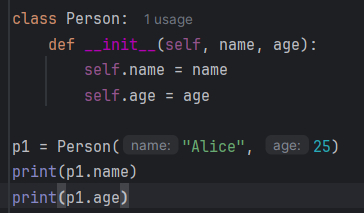 class Person: 1 usage
    def __init__(self, name, age):
        self.name = name
        self.age = age

p1 = Person( name: "Alice", age: 25)
print(p1.name)
print(p1.age)